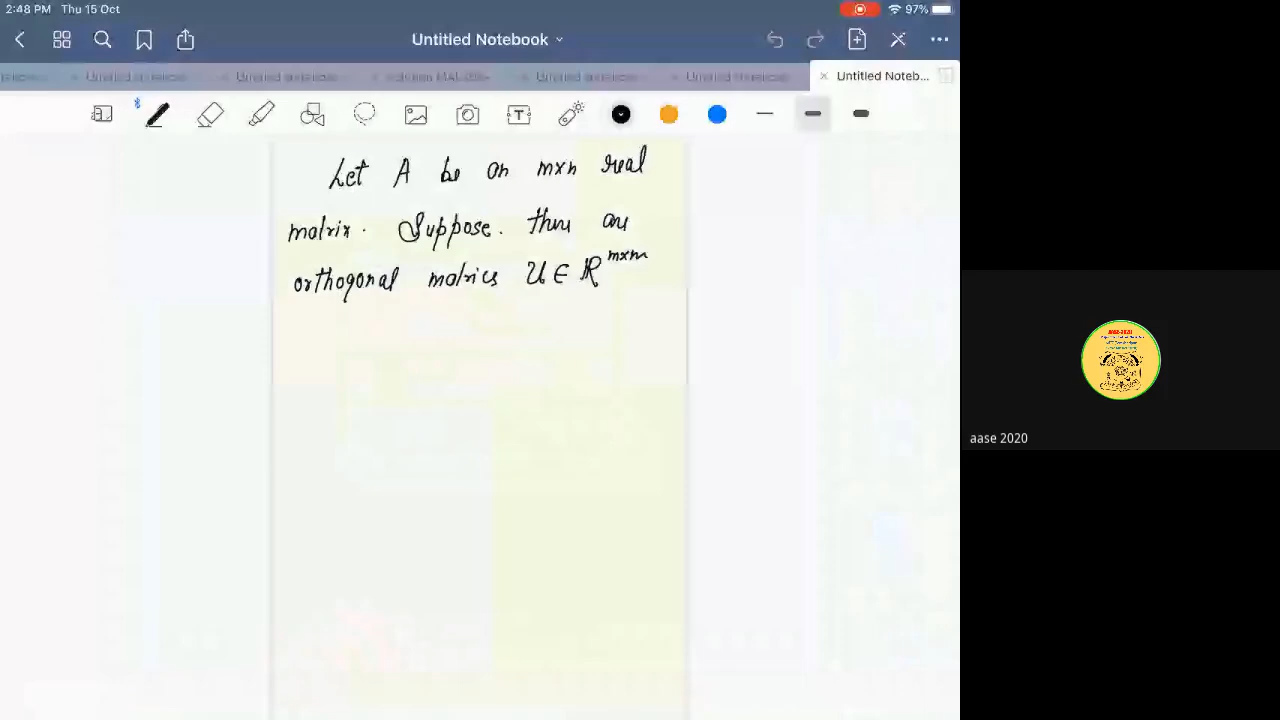 2:48 PM Thu 15 Oct
97%
Untitled Notebook
Untitled Noteb...
Let A be an m×n real
matrix. Suppose. there are
orthogonal matrics U ∈ ℝ^{m×m}
aase 2020